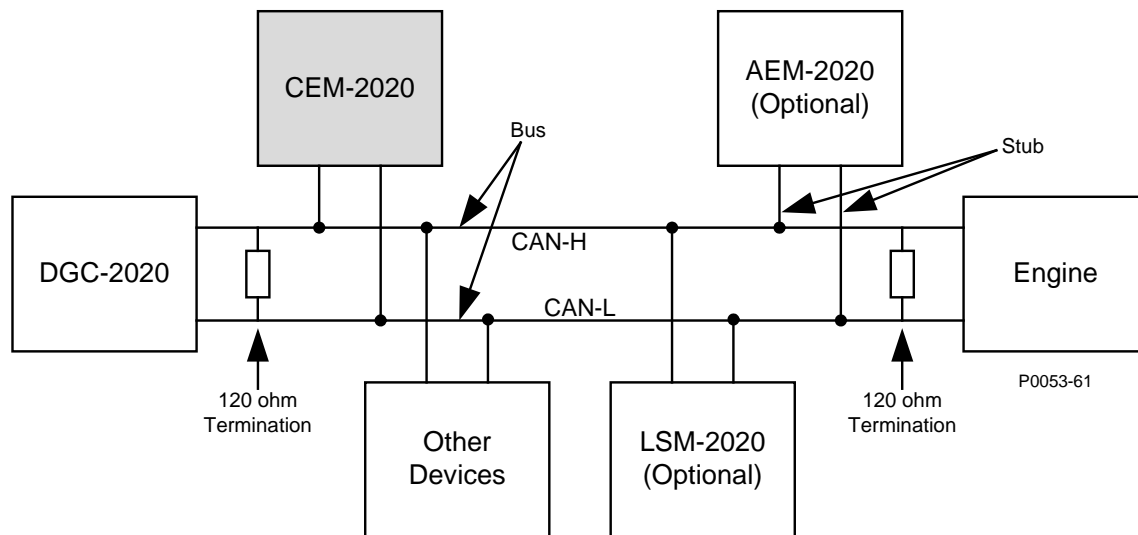 CEM-2020
AEM-2020
(Optional)
Bus
Stub
DGC-2020
CAN-H
Engine
CAN-L
P0053-61
120 ohm
Termination
Other
Devices
LSM-2020
(Optional)
120 ohm
Termination